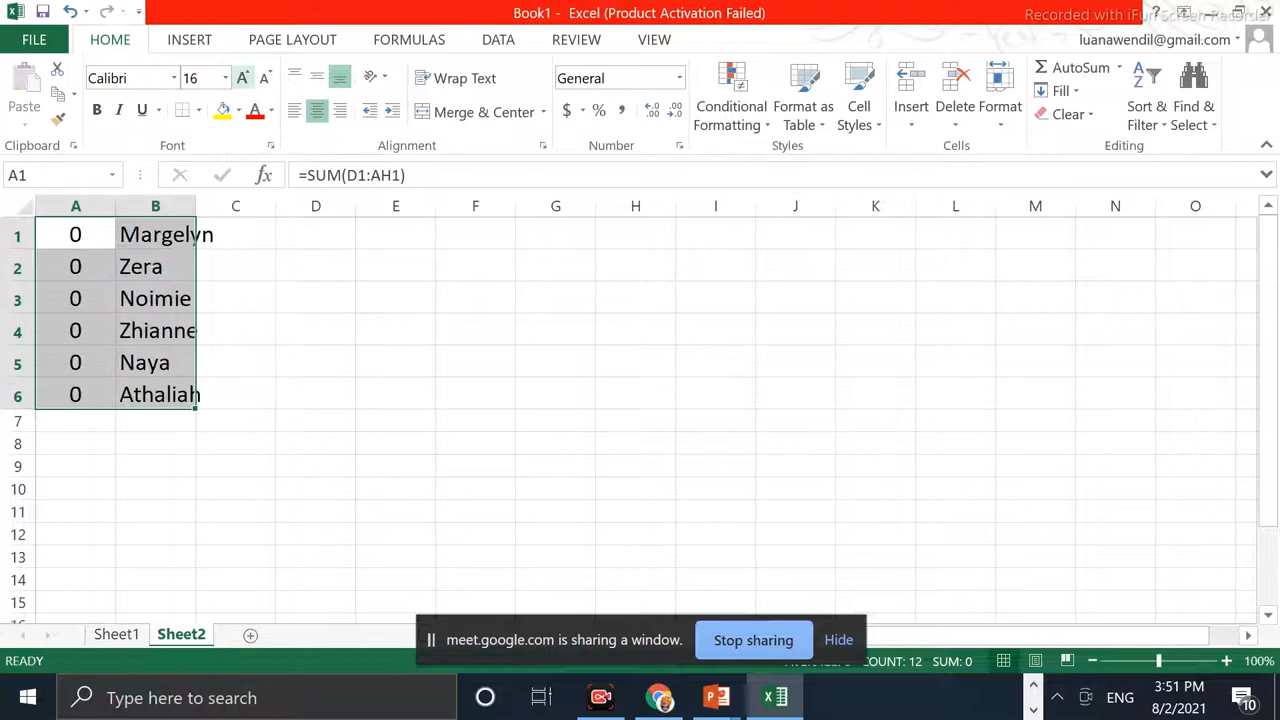 Book1 - Excel (Product Activation Failed)
Recorded with iFun Screen Recorder
FILE HOME INSERT PAGE LAYOUT FORMULAS DATA REVIEW VIEW luanawendil@gmail.com
Calibri 16 Wrap Text General AutoSum
Paste Conditional Formatting Format as Table Cell Styles Insert Delete Format Fill Sort & Filter Find & Select
B I U Merge & Center $ % , Clear
Clipboard Font Alignment Number Styles Cells Editing
A1 fx =SUM(D1:AH1)
A B C D E F G H I J K L M N O
1 0 Margelyn
2 0 Zera
3 0 Noimie
4 0 Zhianne
5 0 Naya
6 0 Athaliah
7
8
9
10
11
12
13
14
15
Sheet1 Sheet2
meet.google.com is sharing a window. Stop sharing Hide
READY COUNT: 12 SUM: 0 100%
Type here to search ENG 3:51 PM
8/2/2021 10